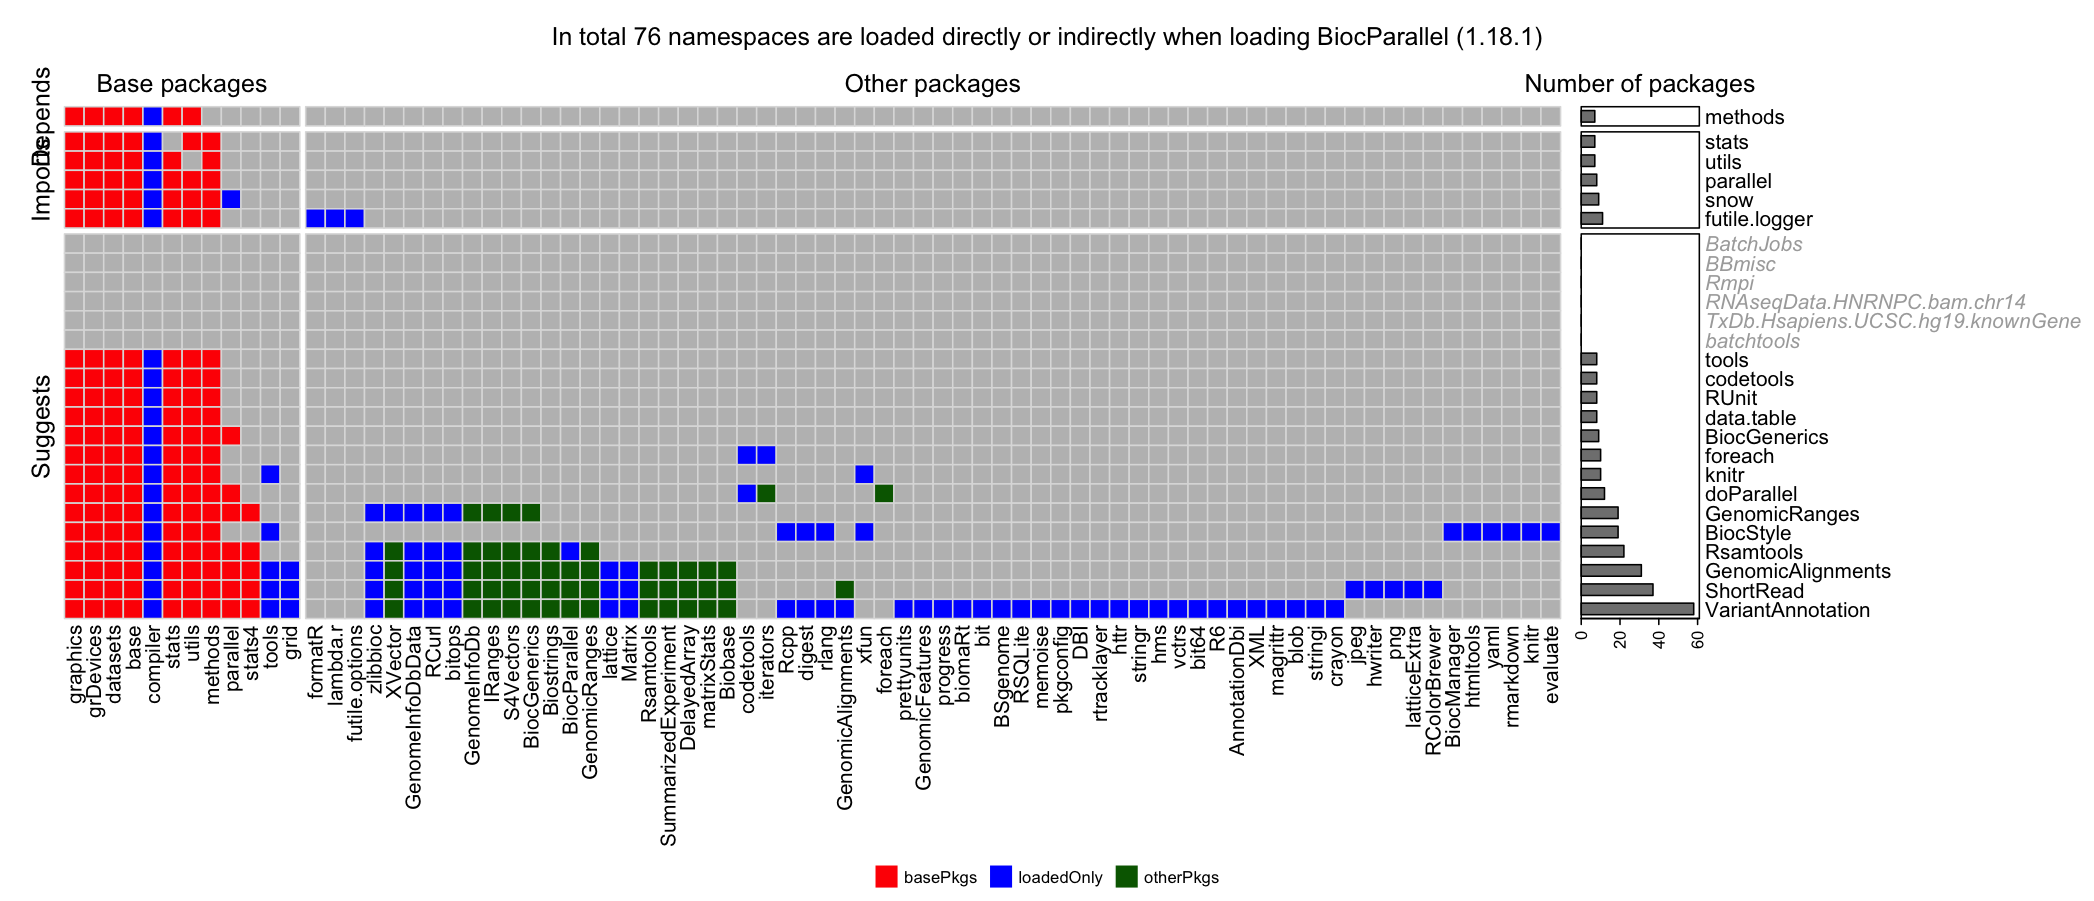 In total 76 namespaces are loaded directly or indirectly when loading BiocParallel (1.18.1)
Base packages
Other packages
Number of packages
Depends
Imports
Suggests
methods
stats
utils
parallel
snow
futile.logger
BatchJobs
BBmisc
Rmpi
RNAseqData.HNRNPC.bam.chr14
TxDb.Hsapiens.UCSC.hg19.knownGene
batchtools
tools
codetools
RUnit
data.table
BiocGenerics
foreach
knitr
doParallel
GenomicRanges
BiocStyle
Rsamtools
GenomicAlignments
ShortRead
VariantAnnotation
0
20
40
60
graphics
grDevices
datasets
base
compiler
stats
utils
methods
parallel
stats4
tools
grid
formatR
lambda.r
futile.options
zlibbioc
XVector
GenomeInfoDbData
RCurl
bitops
GenomeInfoDb
IRanges
S4Vectors
BiocGenerics
Biostrings
BiocParallel
GenomicRanges
lattice
Matrix
Rsamtools
SummarizedExperiment
DelayedArray
matrixStats
Biobase
codetools
iterators
Rcpp
digest
rlang
GenomicAlignments
xfun
foreach
prettyunits
GenomicFeatures
progress
biomaRt
bit
BSgenome
RSQLite
memoise
pkgconfig
DBI
rtracklayer
httr
stringr
hms
vctrs
bit64
R6
AnnotationDbi
XML
magrittr
blob
stringi
crayon
jpeg
hwriter
png
latticeExtra
RColorBrewer
BiocManager
htmltools
yaml
rmarkdown
knitr
evaluate
basePkgs
loadedOnly
otherPkgs